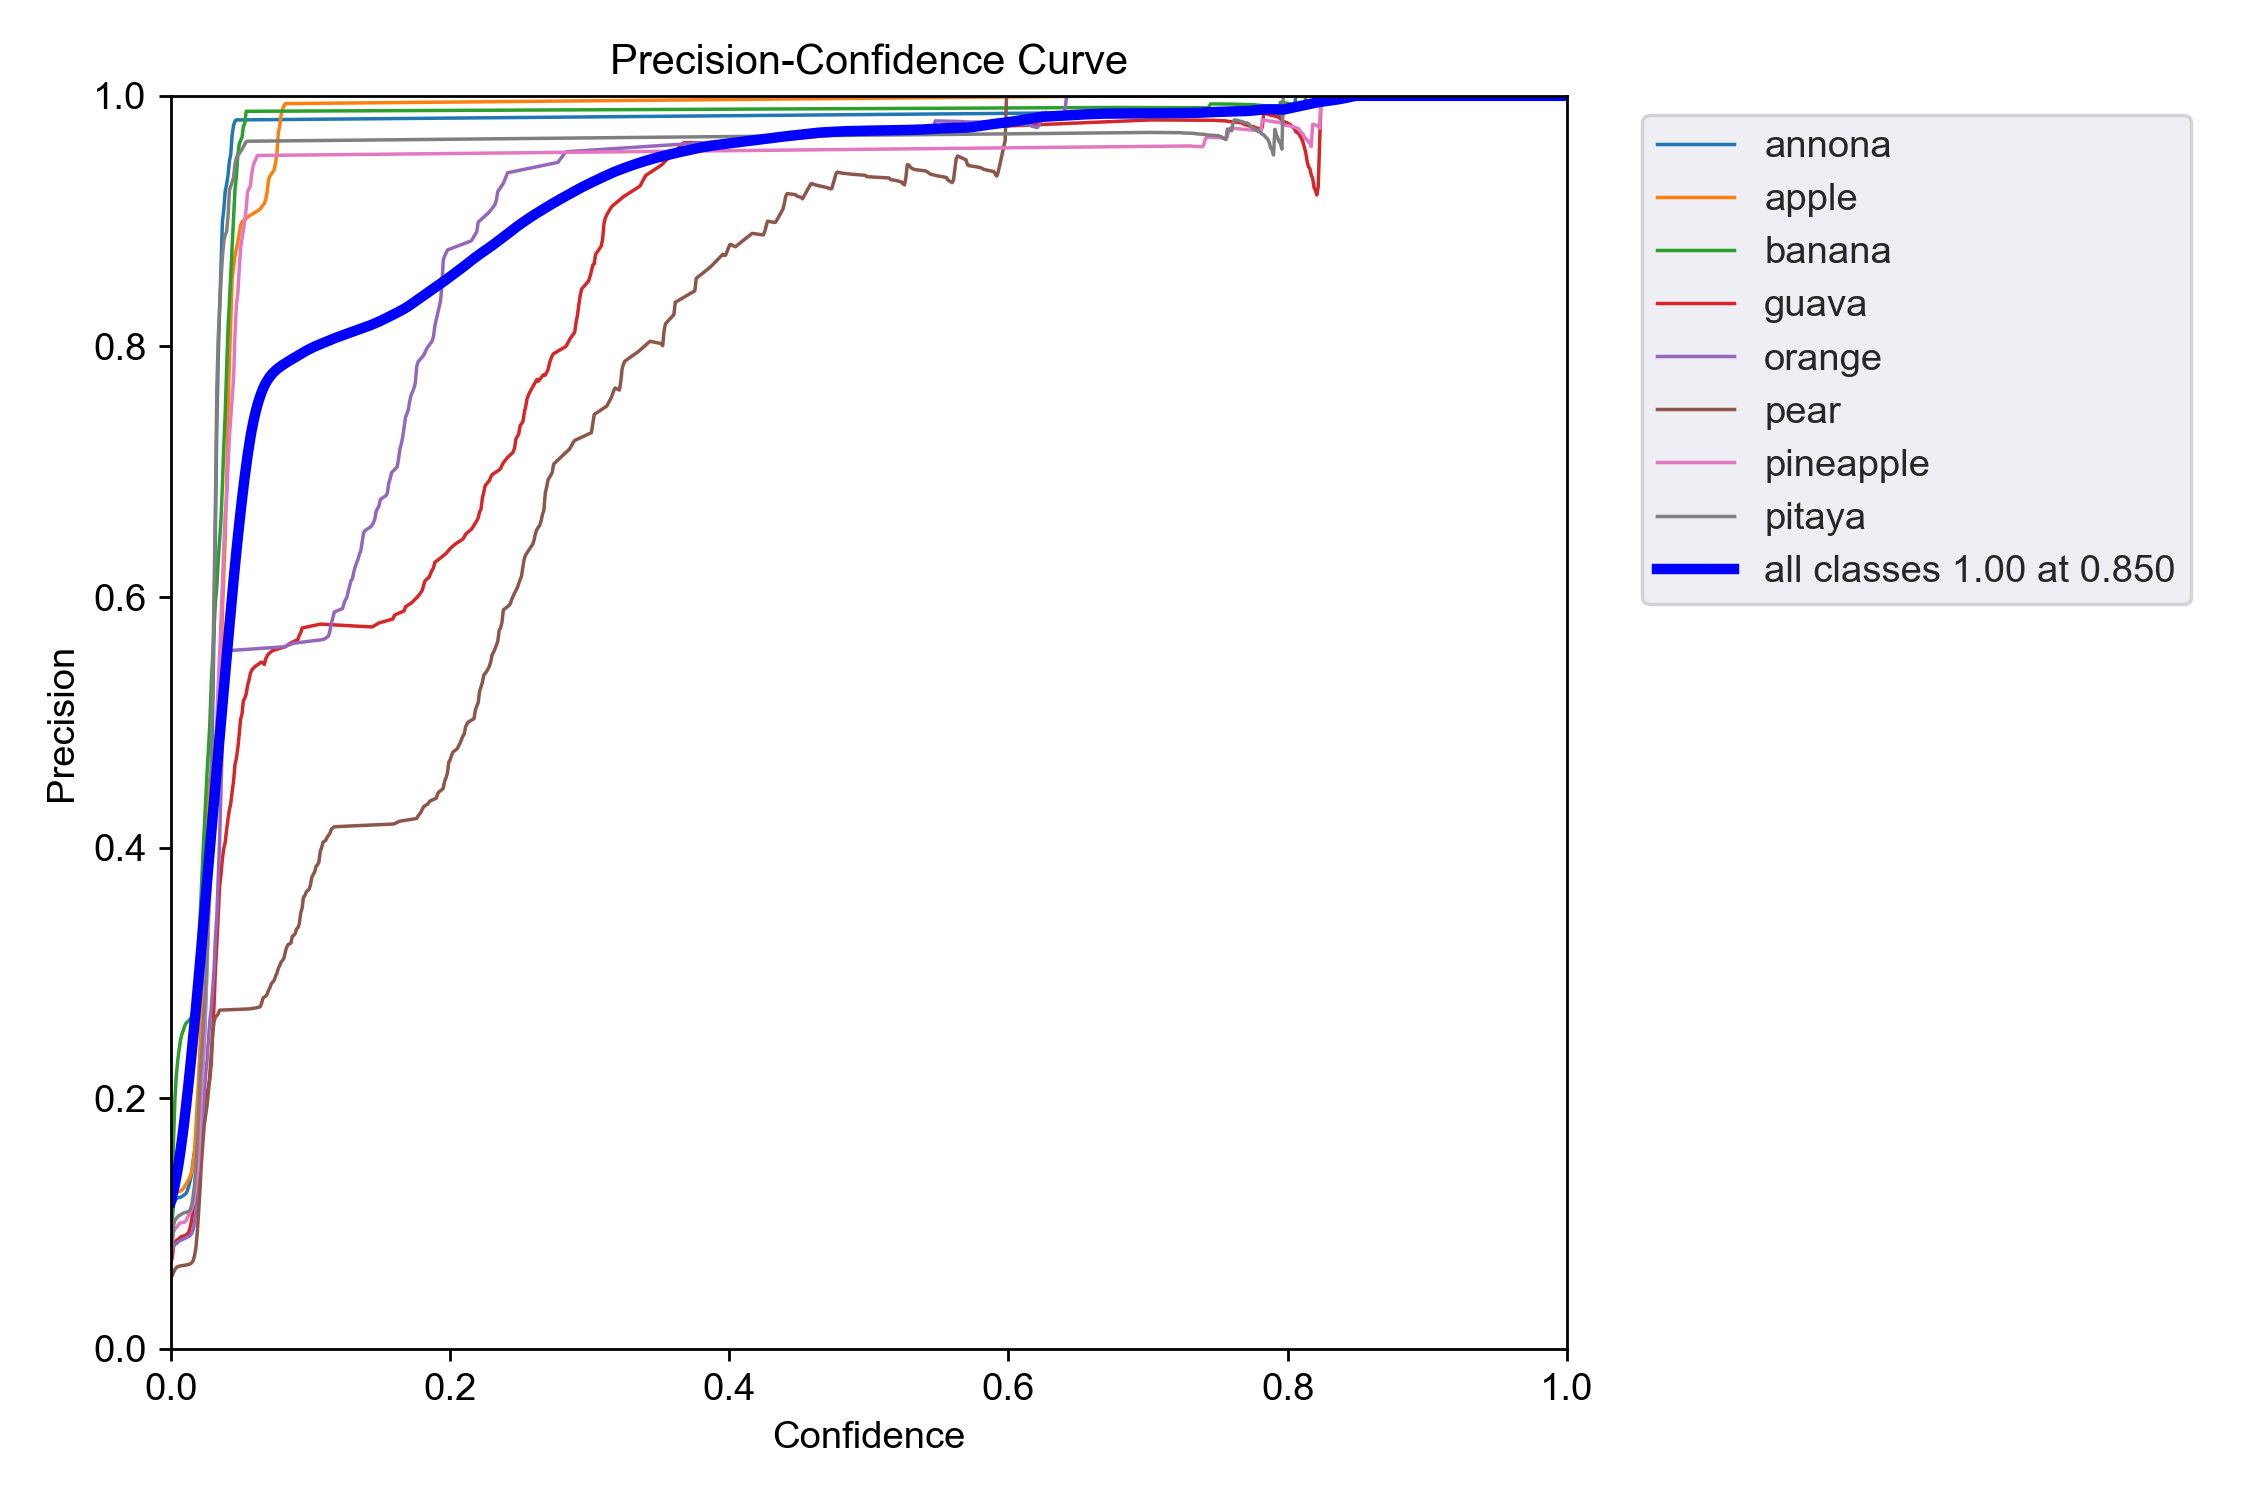 Precision-Confidence Curve
1.0
0.8
0.6
0.4
0.2
0.0
Precision
0.0 0.2 0.4 0.6 0.8 1.0
Confidence
annona
apple
banana
guava
orange
pear
pineapple
pitaya
all classes 1.00 at 0.850